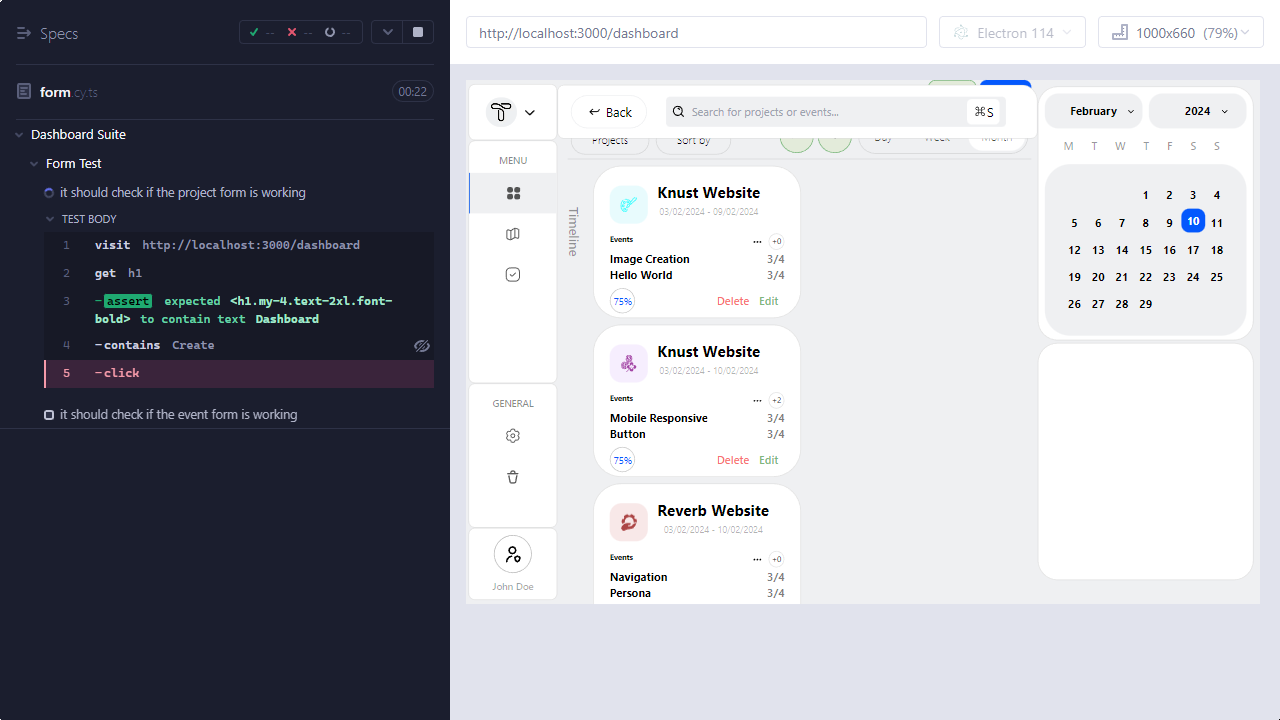 Specs
--
--
--
form.cy.ts
00:22
Dashboard Suite
Form Test
it should check if the project form is working
TEST BODY
1 visit http://localhost:3000/dashboard
2 get h1
3 -assert expected <h1.my-4.text-2xl.font-
bold> to contain text Dashboard
4 -contains Create
5 -click
it should check if the event form is working
http://localhost:3000/dashboard
Electron 114
1000x660 (79%)
Back
Search for projects or events...
⌘S
MENU
GENERAL
John Doe
Projects
Sort by
Day
Week
Month
Timeline
Knust Website
03/02/2024 - 09/02/2024
Events
... +0
Image Creation 3/4
Hello World 3/4
75% Delete Edit
Knust Website
03/02/2024 - 10/02/2024
Events
... +2
Mobile Responsive 3/4
Button 3/4
75% Delete Edit
Reverb Website
03/02/2024 - 10/02/2024
Events
... +0
Navigation 3/4
Persona 3/4
February
2024
M T W T F S S
1 2 3 4
5 6 7 8 9 10 11
12 13 14 15 16 17 18
19 20 21 22 23 24 25
26 27 28 29